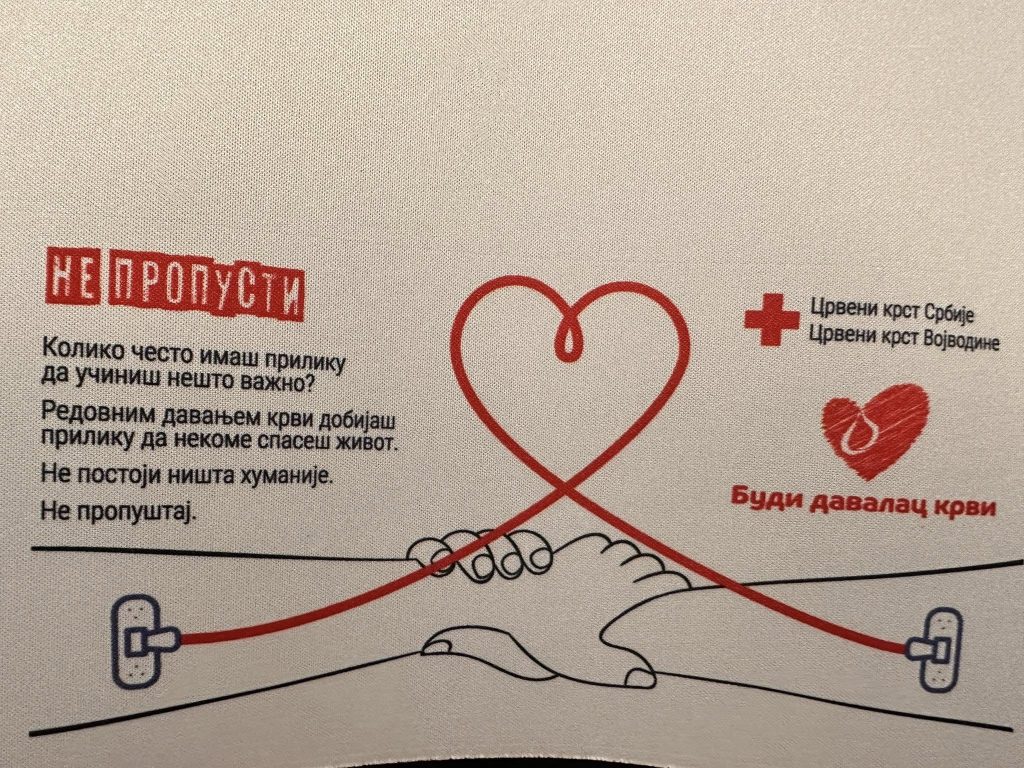 НЕ ПРОПУСТИ
Колико често имаш прилику
да учиниш нешто важно?
Редовним давањем крви добијаш
прилику да некоме спасеш живот.
Не постоји ништа хуманије.
Не пропуштај.
Црвени крст Србије
Црвени крст Војводине
Буди давалац крви